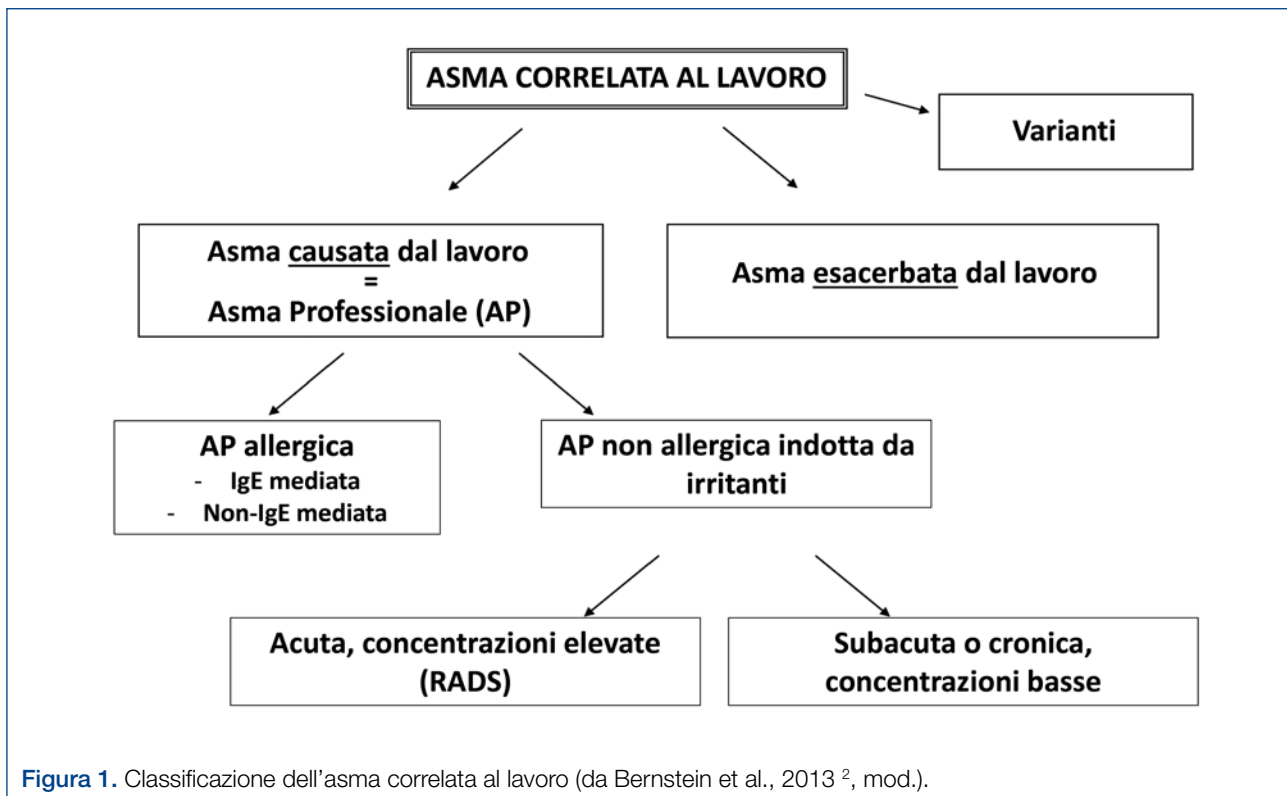 ASMA CORRELATA AL LAVORO
Varianti
Asma causata dal lavoro
=
Asma Professionale (AP)
Asma esacerbata dal lavoro
AP allergica
- IgE mediata
- Non-IgE mediata
AP non allergica indotta da
irritanti
Acuta, concentrazioni elevate
(RADS)
Subacuta o cronica,
concentrazioni basse
Figura 1. Classificazione dell'asma correlata al lavoro (da Bernstein et al., 2013 ², mod.).